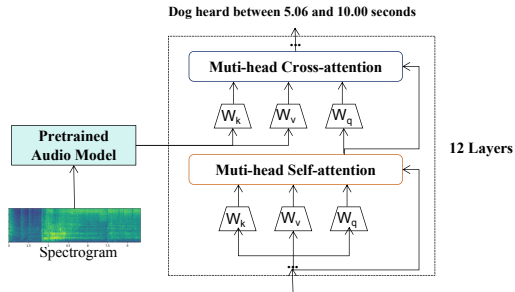 Dog heard between 5.06 and 10.00 seconds
...
Muti-head Cross-attention
Wk Wv Wq
Pretrained
Audio Model
12 Layers
Muti-head Self-attention
Wk Wv Wq
Spectrogram
...